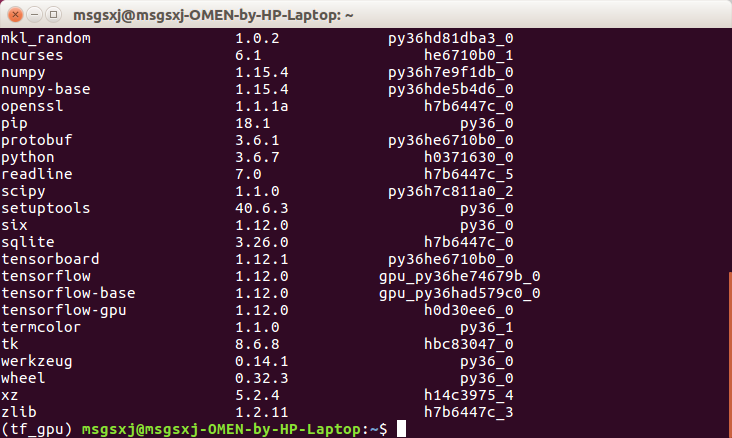 msgsxj@msgsxj-OMEN-by-HP-Laptop: ~
mkl_random 1.0.2 py36hd81dba3_0
ncurses 6.1 he6710b0_1
numpy 1.15.4 py36h7e9f1db_0
numpy-base 1.15.4 py36hde5b4d6_0
openssl 1.1.1a h7b6447c_0
pip 18.1 py36_0
protobuf 3.6.1 py36he6710b0_0
python 3.6.7 h0371630_0
readline 7.0 h7b6447c_5
scipy 1.1.0 py36h7c811a0_2
setuptools 40.6.3 py36_0
six 1.12.0 py36_0
sqlite 3.26.0 h7b6447c_0
tensorboard 1.12.1 py36he6710b0_0
tensorflow 1.12.0 gpu_py36he74679b_0
tensorflow-base 1.12.0 gpu_py36had579c0_0
tensorflow-gpu 1.12.0 h0d30ee6_0
termcolor 1.1.0 py36_1
tk 8.6.8 hbc83047_0
werkzeug 0.14.1 py36_0
wheel 0.32.3 py36_0
xz 5.2.4 h14c3975_4
zlib 1.2.11 h7b6447c_3
(tf_gpu) msgsxj@msgsxj-OMEN-by-HP-Laptop:~$